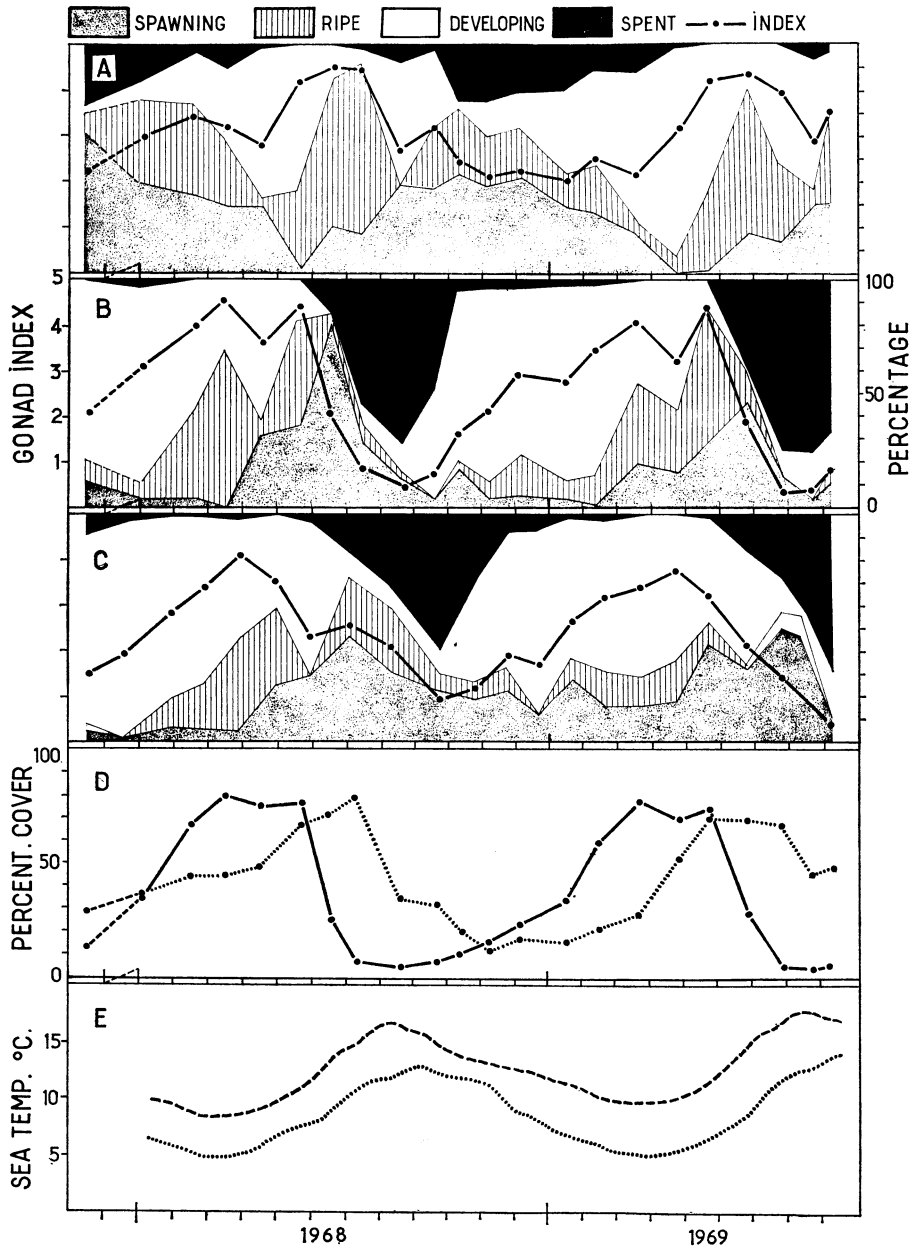 SPAWNING RIPE DEVELOPING SPENT İNDEX
A
5
B
4
3
2
1
GONAD İNDEX
100
50
0
PERCENTAGE
C
100
D
50
0
PERCENT. COVER
E
15
10
5
SEA TEMP. °C.
1968
1969